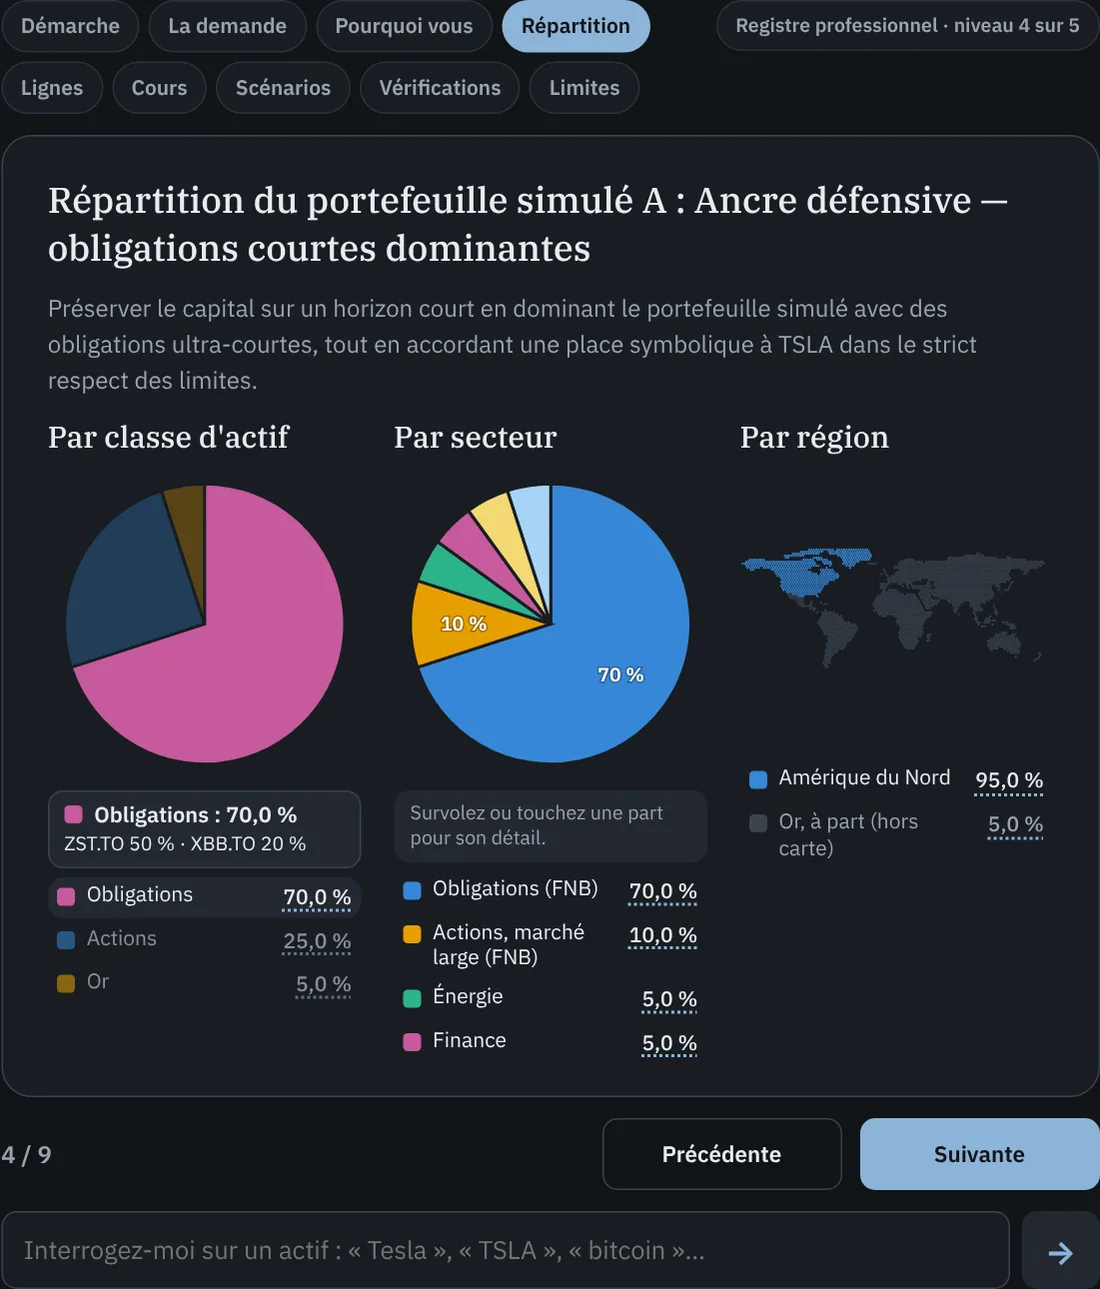 Démarche
La demande
Pourquoi vous
Répartition
Registre professionnel · niveau 4 sur 5
Lignes
Cours
Scénarios
Vérifications
Limites
Répartition du portefeuille simulé A : Ancre défensive —
obligations courtes dominantes
Préserver le capital sur un horizon court en dominant le portefeuille simulé avec des
obligations ultra-courtes, tout en accordant une place symbolique à TSLA dans le strict
respect des limites.
Par classe d'actif
Obligations : 70,0 %
ZST.TO 50 % · XBB.TO 20 %
Obligations 70,0 %
Actions 25,0 %
Or 5,0 %
Par secteur
10 %
70 %
Survolez ou touchez une part
pour son détail.
Obligations (FNB) 70,0 %
Actions, marché 10,0 %
large (FNB)
Énergie 5,0 %
Finance 5,0 %
Par région
Amérique du Nord 95,0 %
Or, à part (hors 5,0 %
carte)
4 / 9
Précédente
Suivante
Interrogez-moi sur un actif : « Tesla », « TSLA », « bitcoin »...